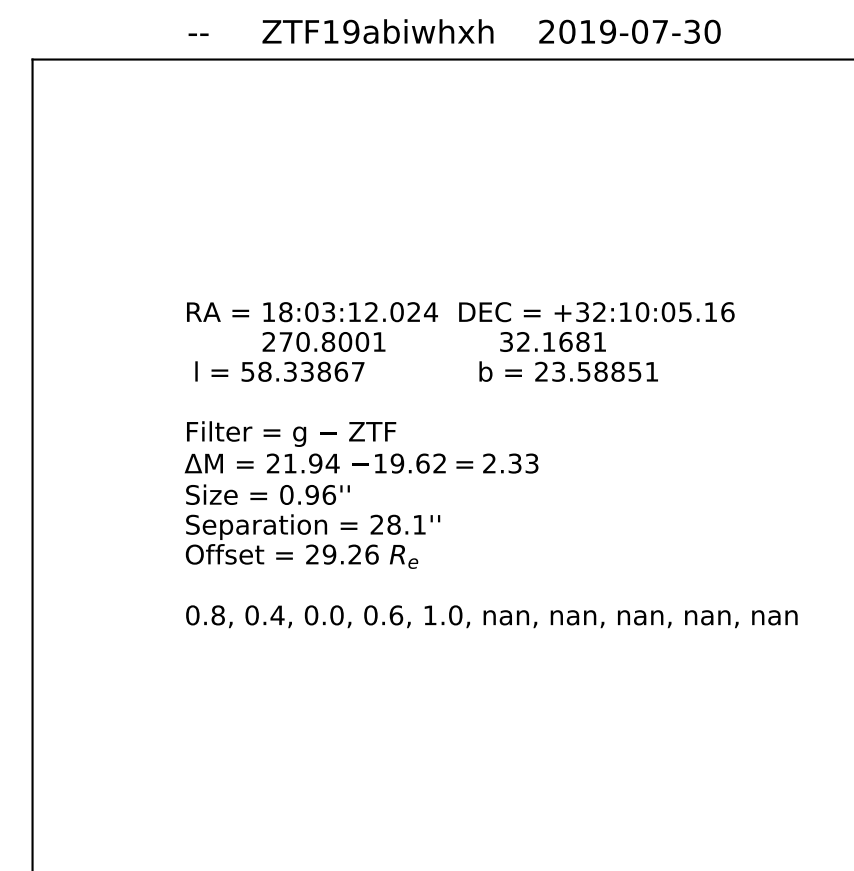 -- ZTF19abiwhxh 2019-07-30
RA = 18:03:12.024 DEC = +32:10:05.16
270.8001 32.1681
l = 58.33867 b = 23.58851
Filter = g − ZTF
ΔM = 21.94 −19.62 = 2.33
Size = 0.96''
Separation = 28.1''
Offset = 29.26 Re
0.8, 0.4, 0.0, 0.6, 1.0, nan, nan, nan, nan, nan